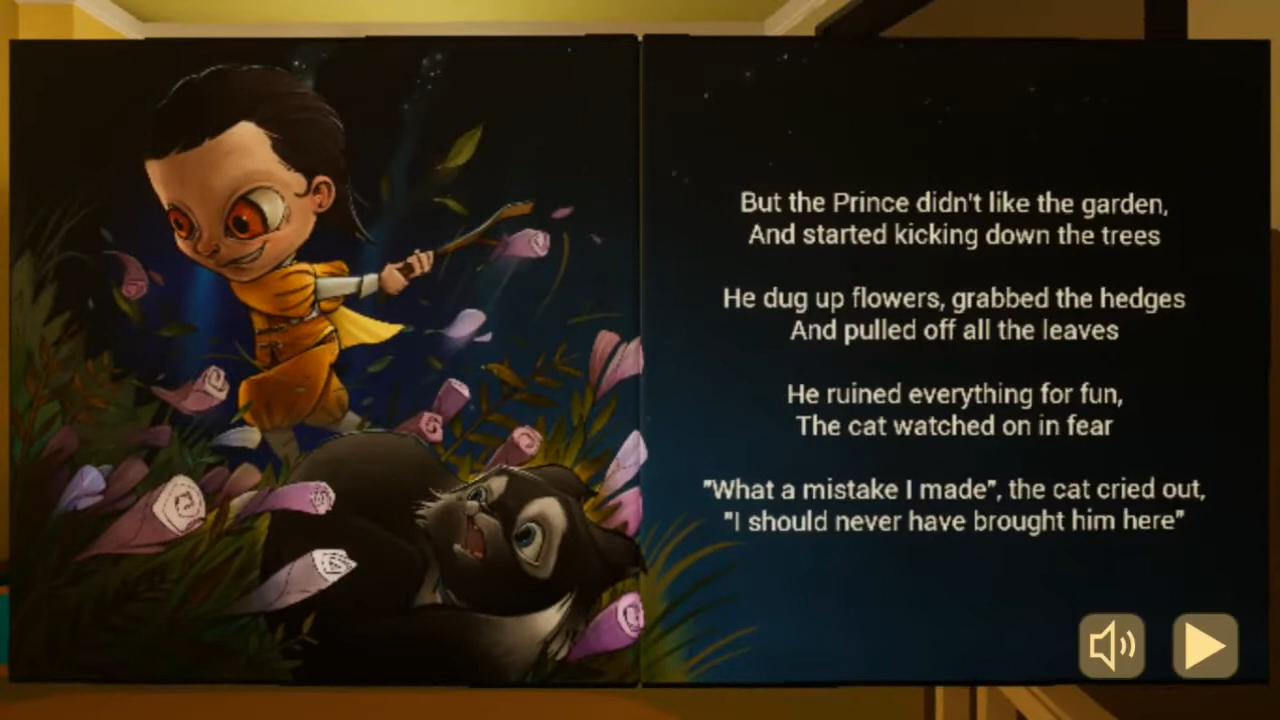 But the Prince didn't like the garden,
And started kicking down the trees
He dug up flowers, grabbed the hedges
And pulled off all the leaves
He ruined everything for fun,
The cat watched on in fear
"What a mistake I made", the cat cried out,
"I should never have brought him here"